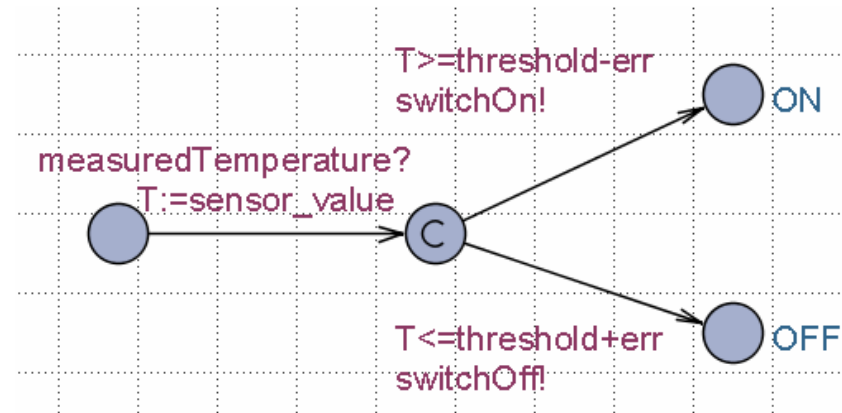 T>=threshold-err
switchOn!
ON
measuredTemperature?
T:=sensor_value
C
T<=threshold+err
switchOff!
OFF